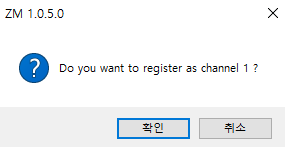 ZM 1.0.5.0
Do you want to register as channel 1 ?
확인
취소